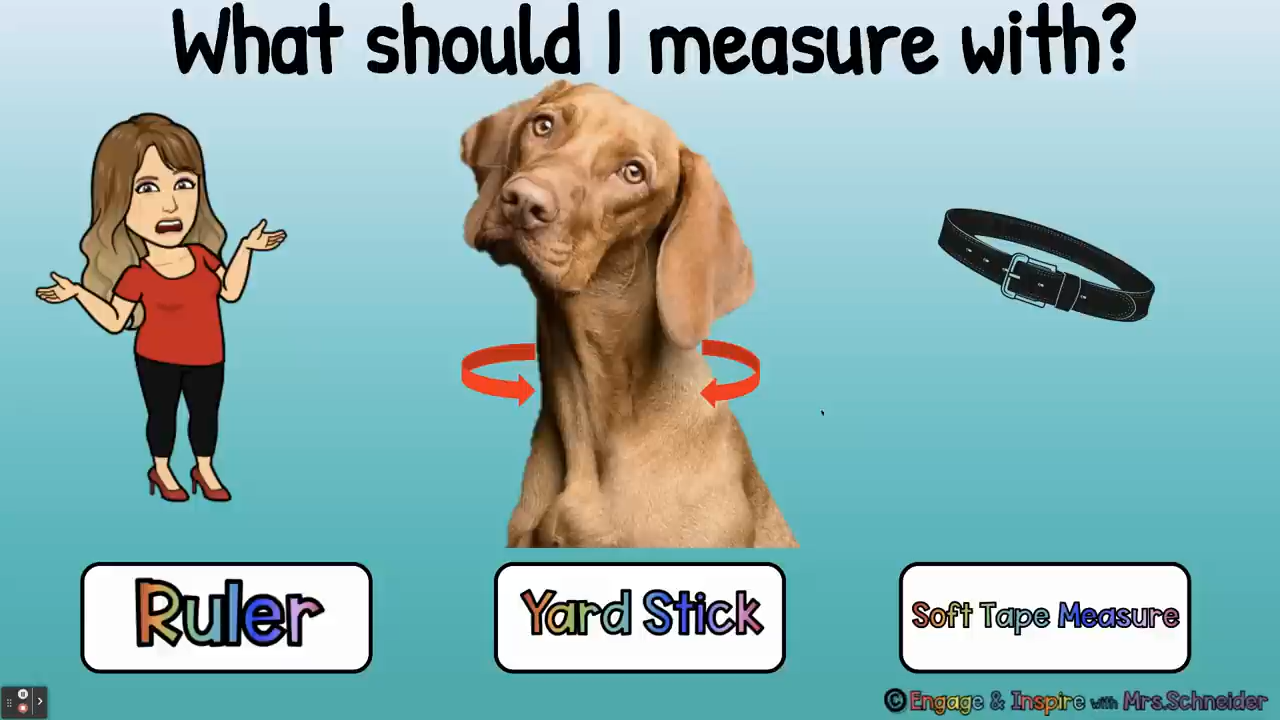 What should I measure with?
Ruler
Yard Stick
Soft Tape Measure
© Engage & Inspire with Mrs.Schneider